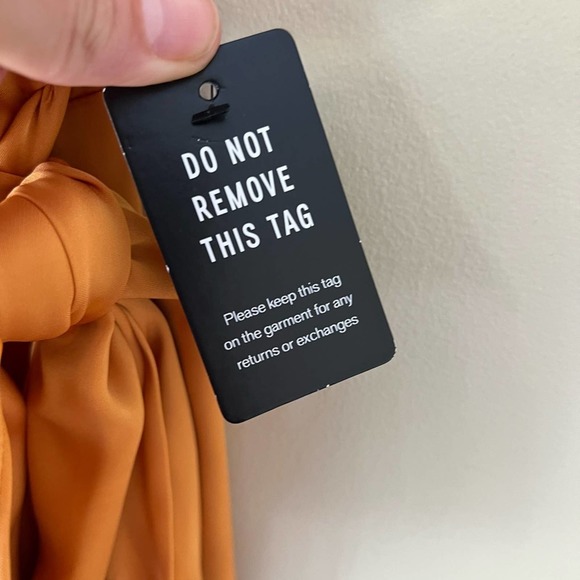 DO NOT
REMOVE
THIS TAG
Please keep this tag
on the garment for any
returns or exchanges